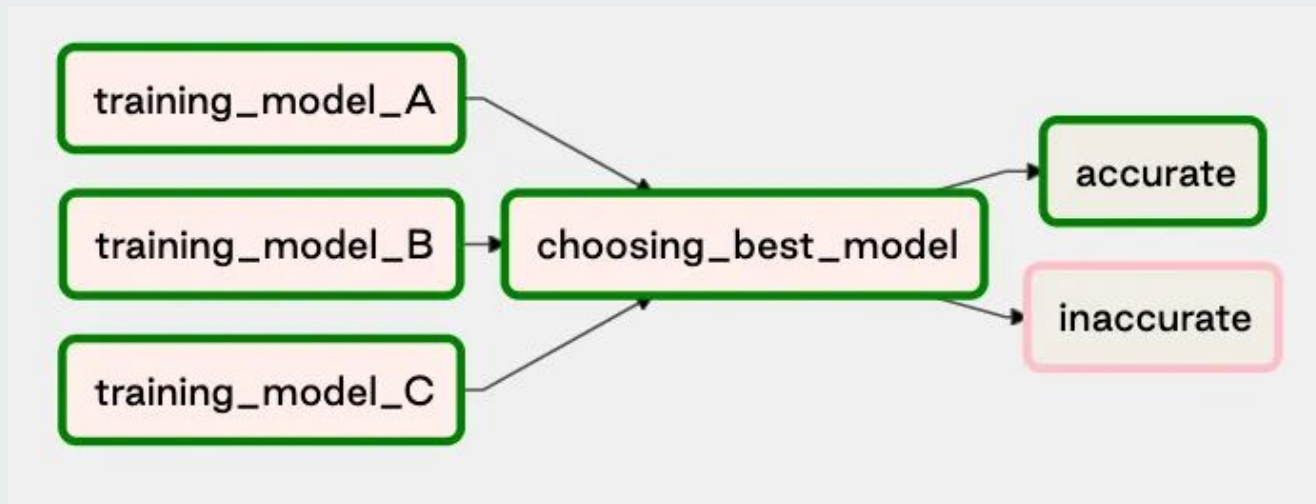 training_model_A
training_model_B
training_model_C
choosing_best_model
accurate
inaccurate